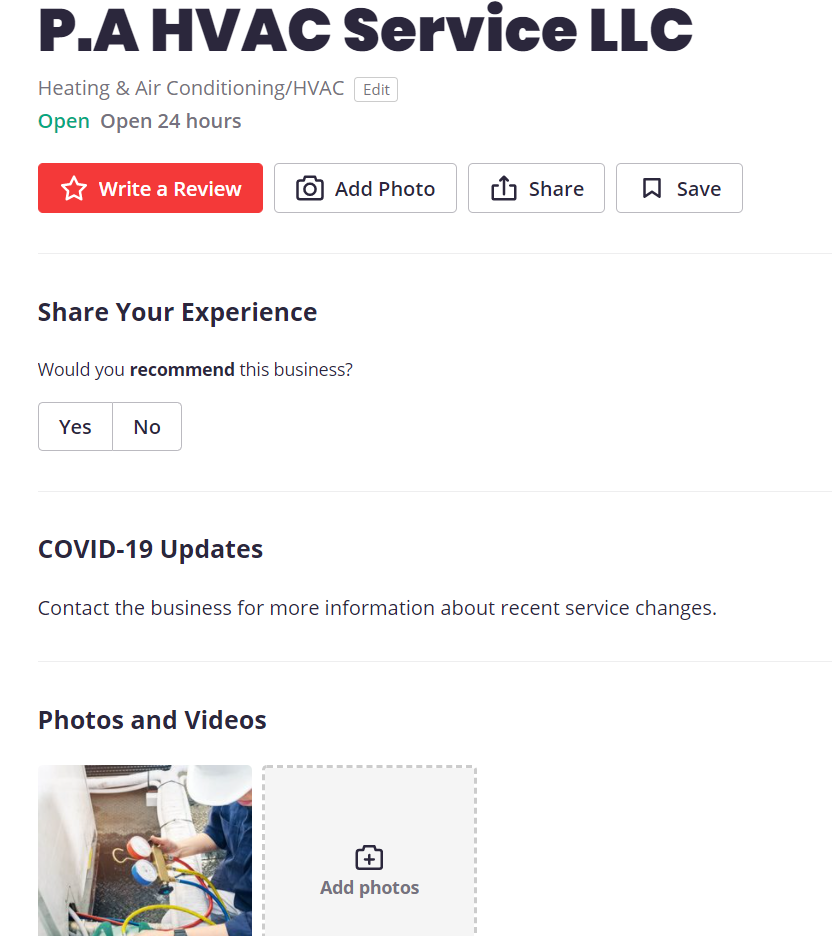 P.A HVAC Service LLC
Heating & Air Conditioning/HVAC Edit
Open Open 24 hours
Write a Review Add Photo Share Save
Share Your Experience
Would you recommend this business?
Yes No
COVID-19 Updates
Contact the business for more information about recent service changes.
Photos and Videos
Add photos